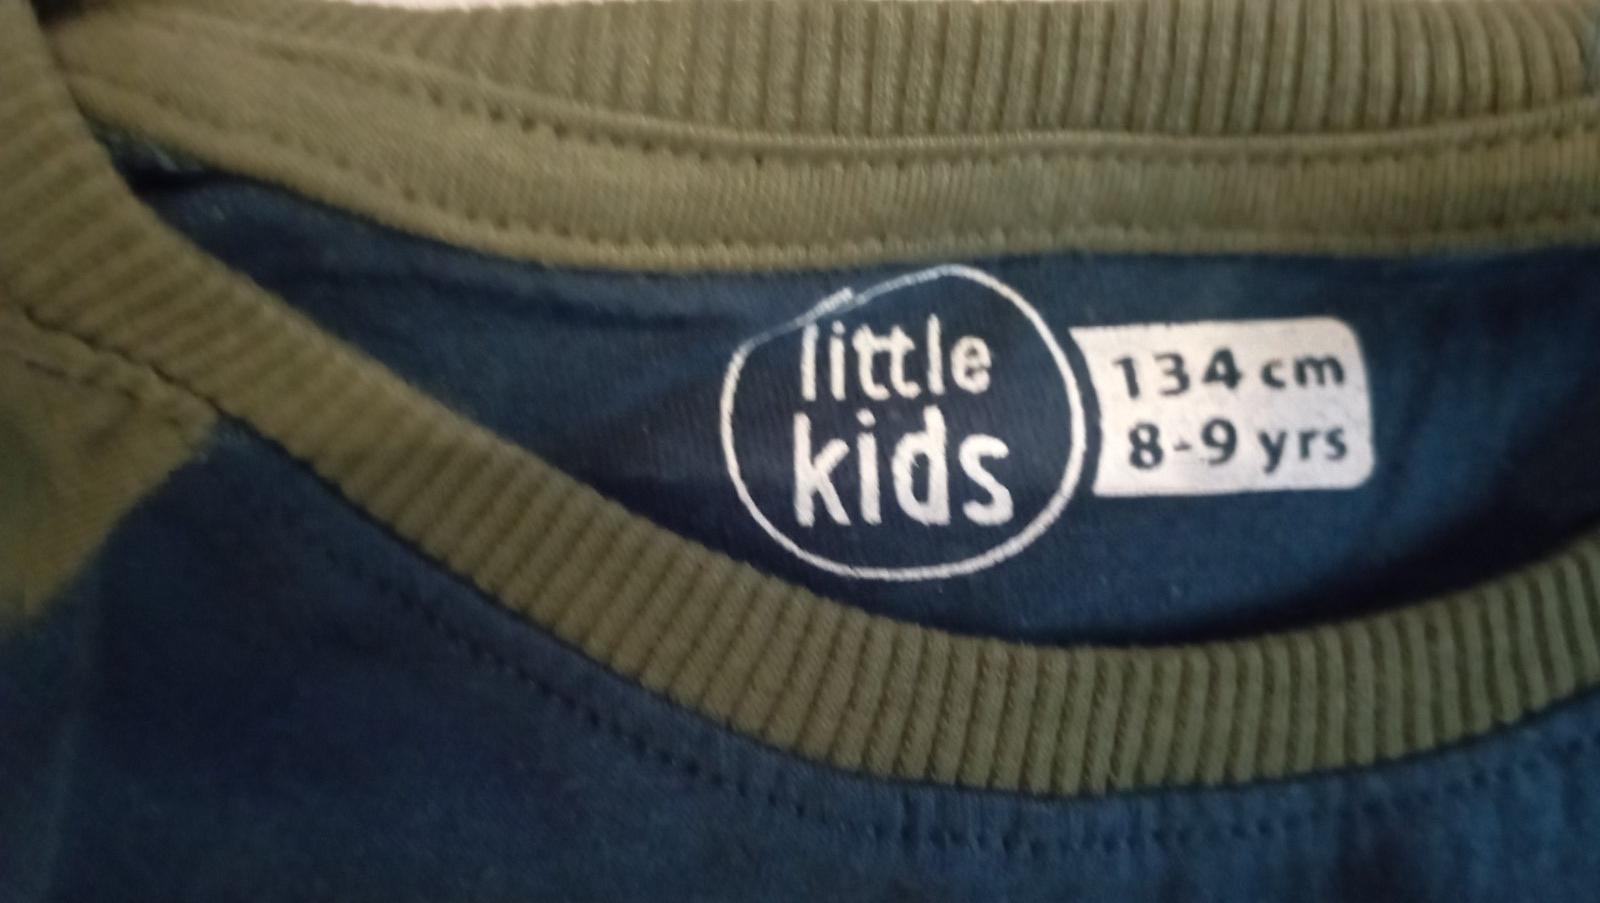 little
kids
134 cm
8-9 yrs